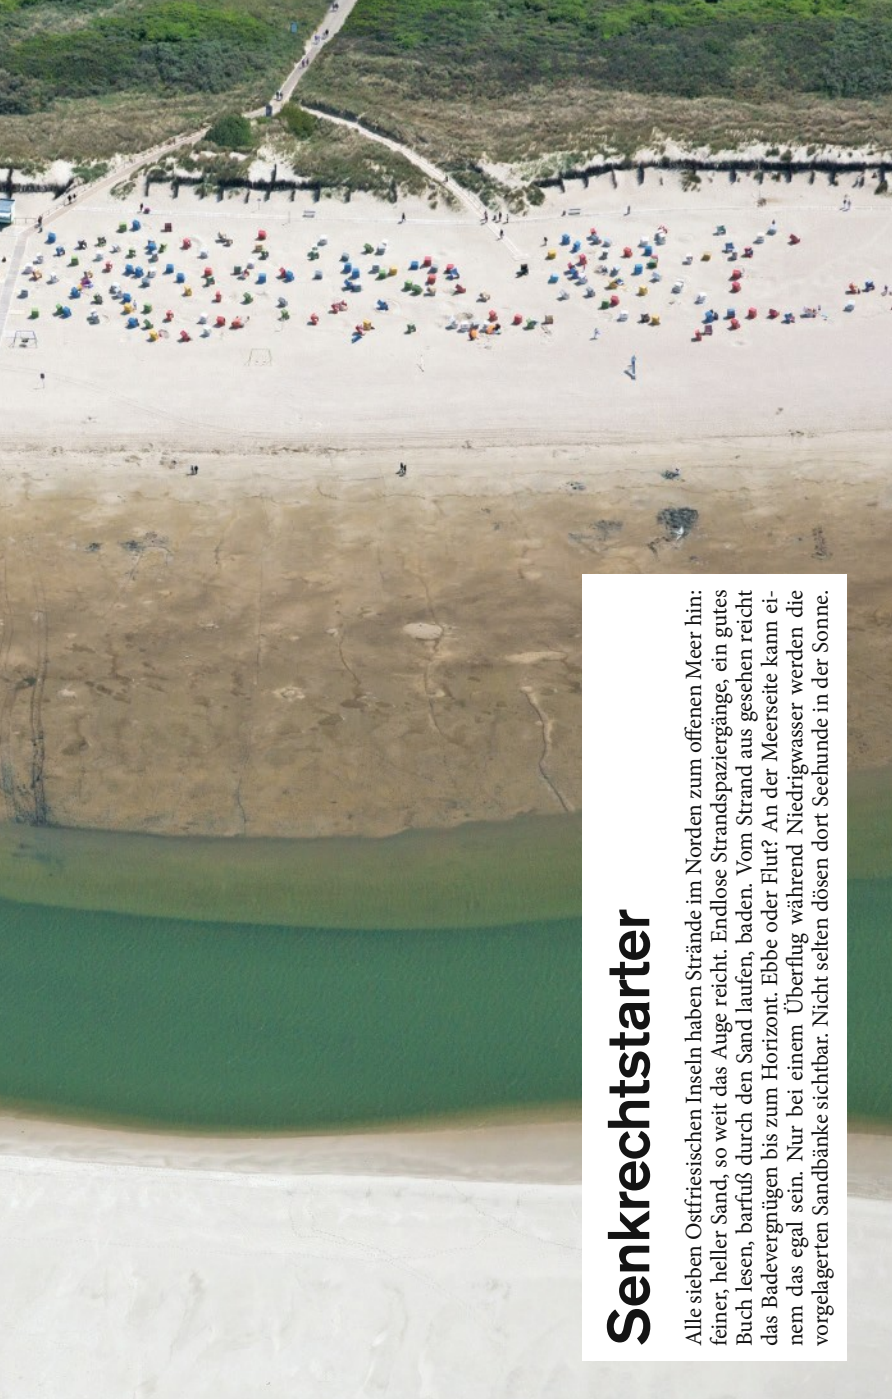 Senkrechtstarter
Alle sieben Ostfriesischen Inseln haben Strände im Norden zum offenen Meer hin:
feiner, heller Sand, so weit das Auge reicht. Endlose Strandspaziergänge, ein gutes
Buch lesen, barfuß durch den Sand laufen, baden. Vom Strand aus gesehen reicht
das Badevergnügen bis zum Horizont. Ebbe oder Flut? An der Meerseite kann ei-
nem das egal sein. Nur bei einem Überflug während Niedrigwasser werden die
vorgelagerten Sandbänke sichtbar. Nicht selten dösen dort Seehunde in der Sonne.